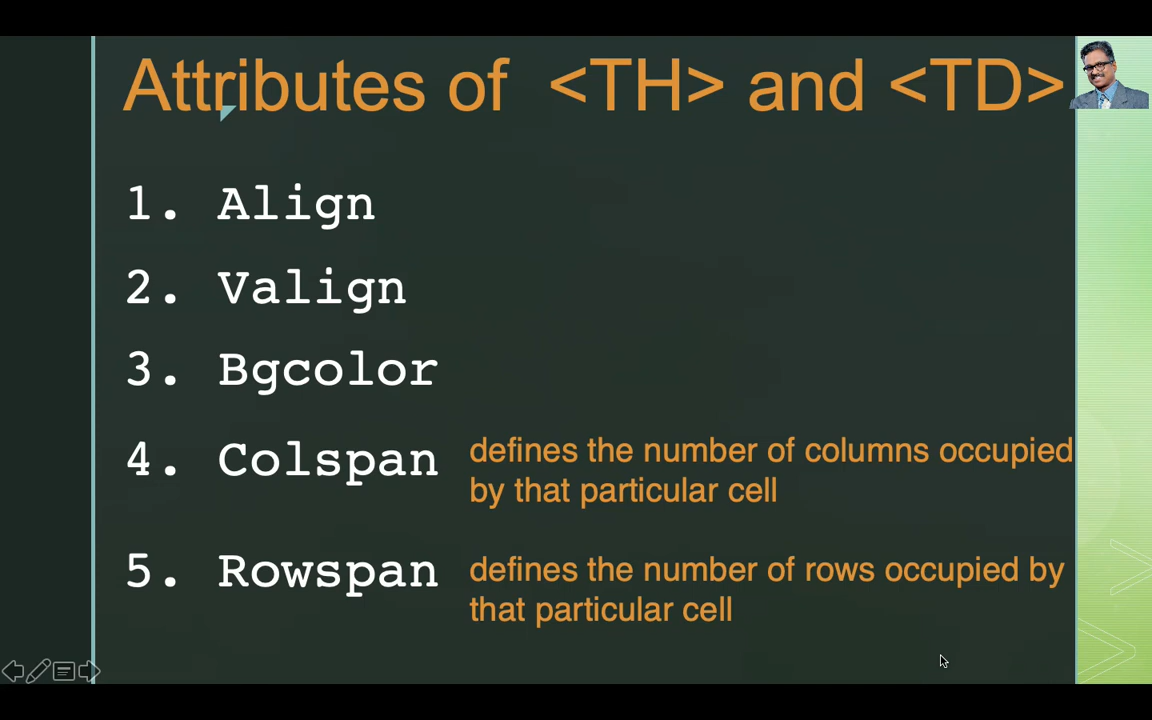 Attributes of <TH> and <TD>
1. Align
2. Valign
3. Bgcolor
4. Colspan defines the number of columns occupied
by that particular cell
5. Rowspan defines the number of rows occupied by
that particular cell